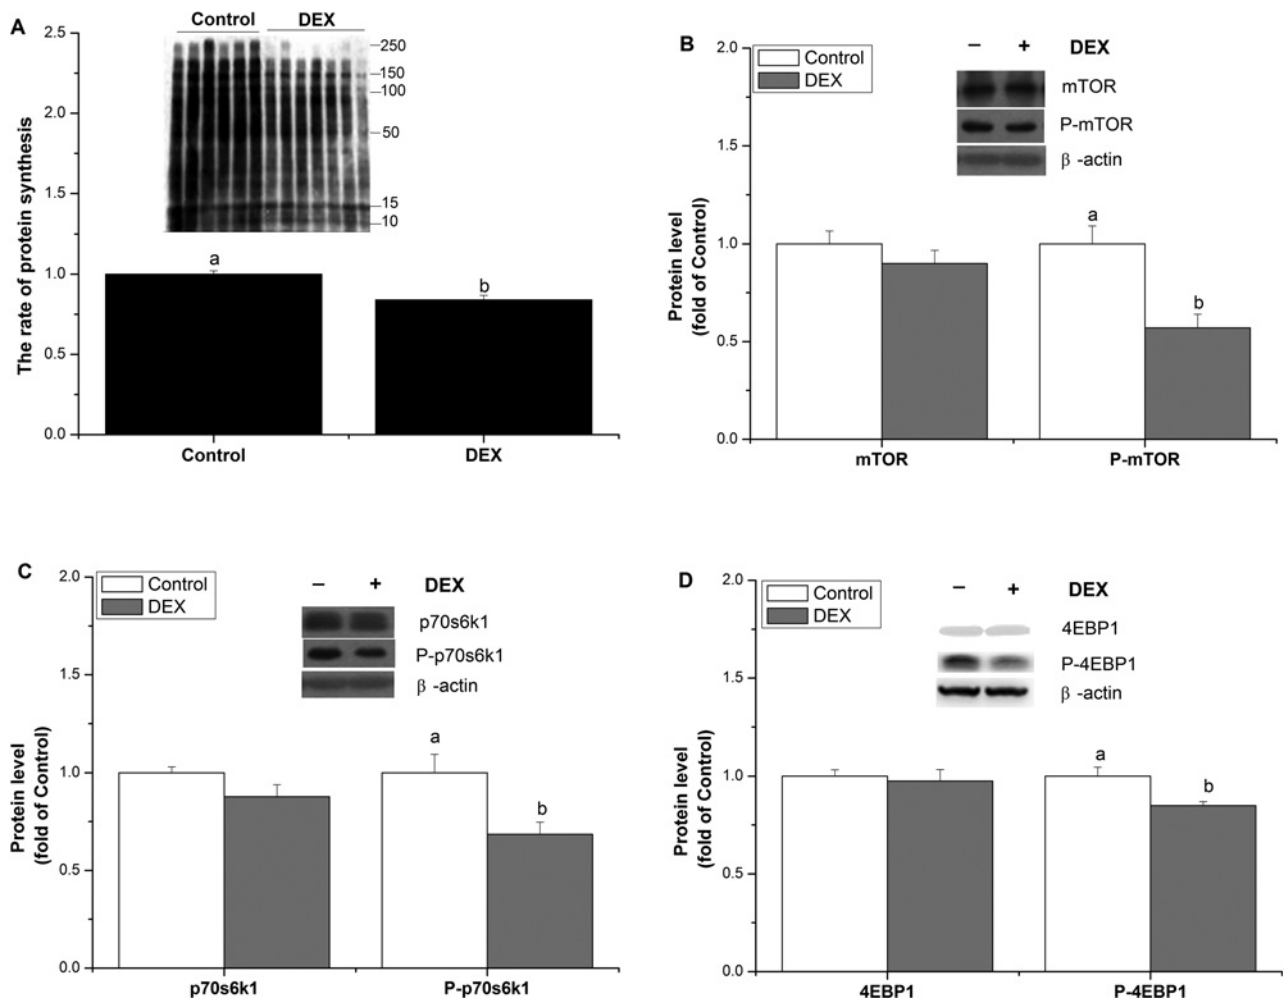 A
The rate of protein synthesis
2.5
2.0
1.5
1.0
0.5
0.0
Control DEX
250
150
100
50
15
10
a
b
Control DEX
B
Protein level
(fold of Control)
2.0
1.5
1.0
0.5
0.0
Control
DEX
– + DEX
mTOR
P-mTOR
β -actin
a
b
mTOR P-mTOR
C
Protein level
(fold of Control)
2.0
1.5
1.0
0.5
0.0
Control
DEX
– + DEX
p70s6k1
P-p70s6k1
β -actin
a
b
p70s6k1 P-p70s6k1
D
Protein level
(fold of Control)
2.0
1.5
1.0
0.5
0.0
Control
DEX
– + DEX
4EBP1
P-4EBP1
β -actin
a
b
4EBP1 P-4EBP1